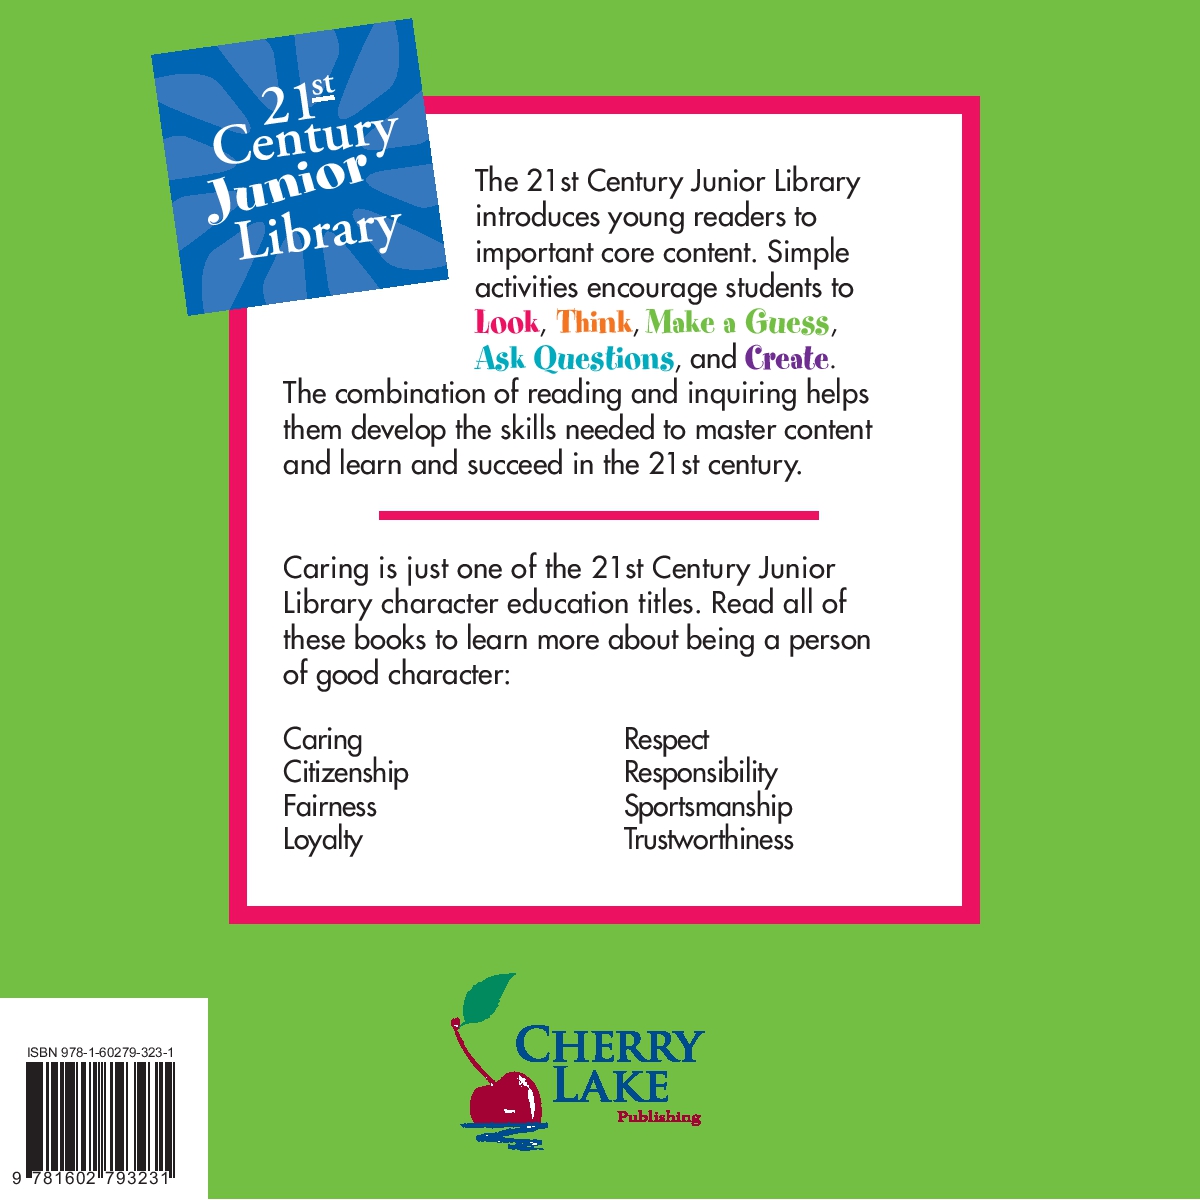 21st
Century
Junior
Library
The 21st Century Junior Library
introduces young readers to
important core content. Simple
activities encourage students to
Look, Think, Make a Guess,
Ask Questions, and Create.
The combination of reading and inquiring helps
them develop the skills needed to master content
and learn and succeed in the 21st century.
Caring is just one of the 21st Century Junior
Library character education titles. Read all of
these books to learn more about being a person
of good character:
Caring
Citizenship
Fairness
Loyalty
Respect
Responsibility
Sportsmanship
Trustworthiness
ISBN 978-1-60279-323-1
9 781602 793231
CHERRY
LAKE
Publishing